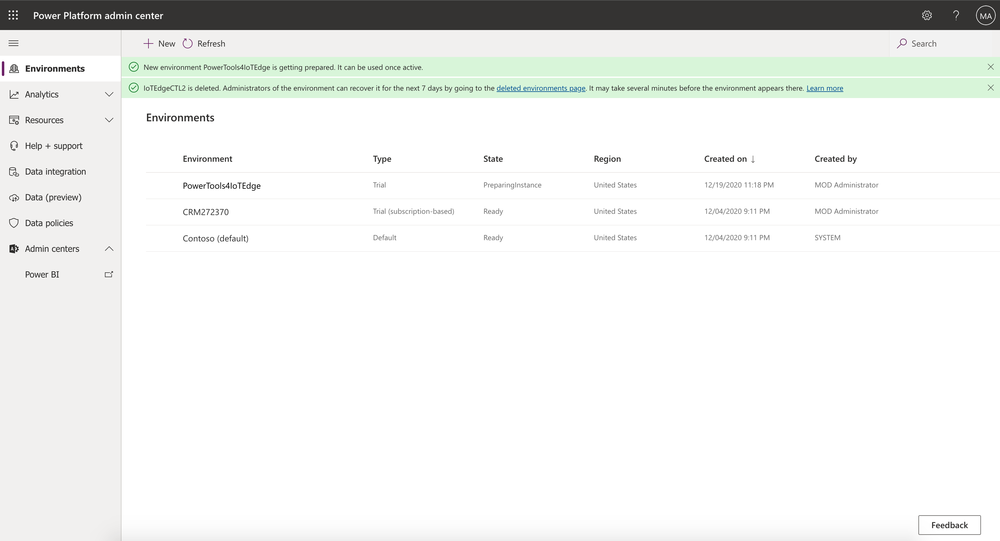 Power Platform admin center
?
MA
New
Refresh
Search
Environments
Analytics
Resources
Help + support
Data integration
Data (preview)
Data policies
Admin centers
Power BI
New environment PowerTools4IoTEdge is getting prepared. It can be used once active.
IoTEdgeCTL2 is deleted. Administrators of the environment can recover it for the next 7 days by going to the deleted environments page. It may take several minutes before the environment appears there. Learn more
Environments
Environment Type State Region Created on ↓ Created by
PowerTools4IoTEdge Trial PreparingInstance United States 12/19/2020 11:18 PM MOD Administrator
CRM272370 Trial (subscription-based) Ready United States 12/04/2020 9:11 PM MOD Administrator
Contoso (default) Default Ready United States 12/04/2020 9:11 PM SYSTEM
Feedback